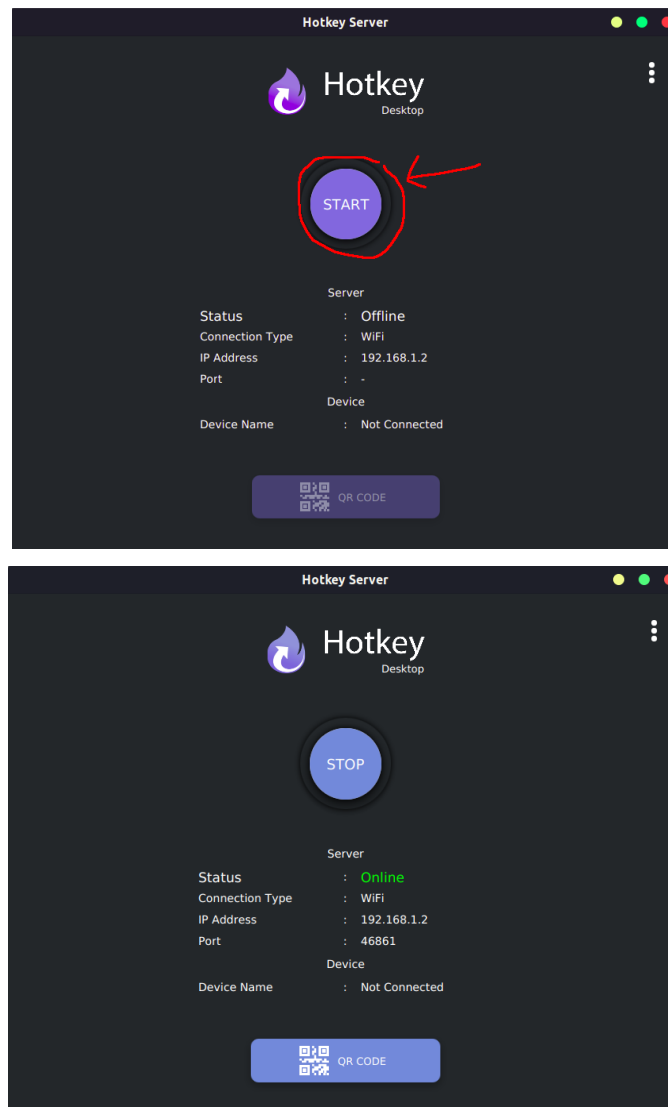 Hotkey Server
Hotkey
Desktop
START
Server
Status : Offline
Connection Type : WiFi
IP Address : 192.168.1.2
Port : -
Device
Device Name : Not Connected
QR CODE
Hotkey Server
Hotkey
Desktop
STOP
Server
Status : Online
Connection Type : WiFi
IP Address : 192.168.1.2
Port : 46861
Device
Device Name : Not Connected
QR CODE